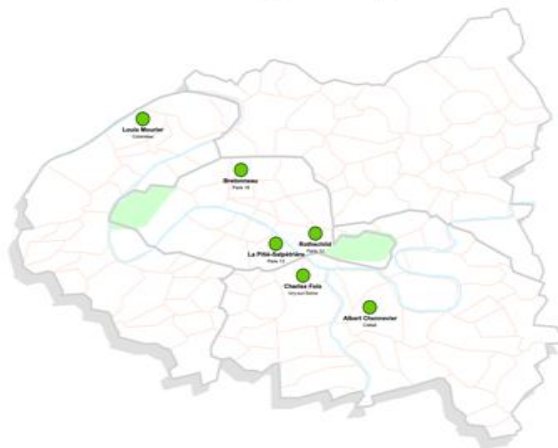 Louis Mourier
Colombes
Bretonneau
Paris 18
Rothschild
Paris 12
La Pitié-Salpêtrière
Paris 13
Charles Foix
Ivry-sur-Seine
Albert Chennevier
Créteil